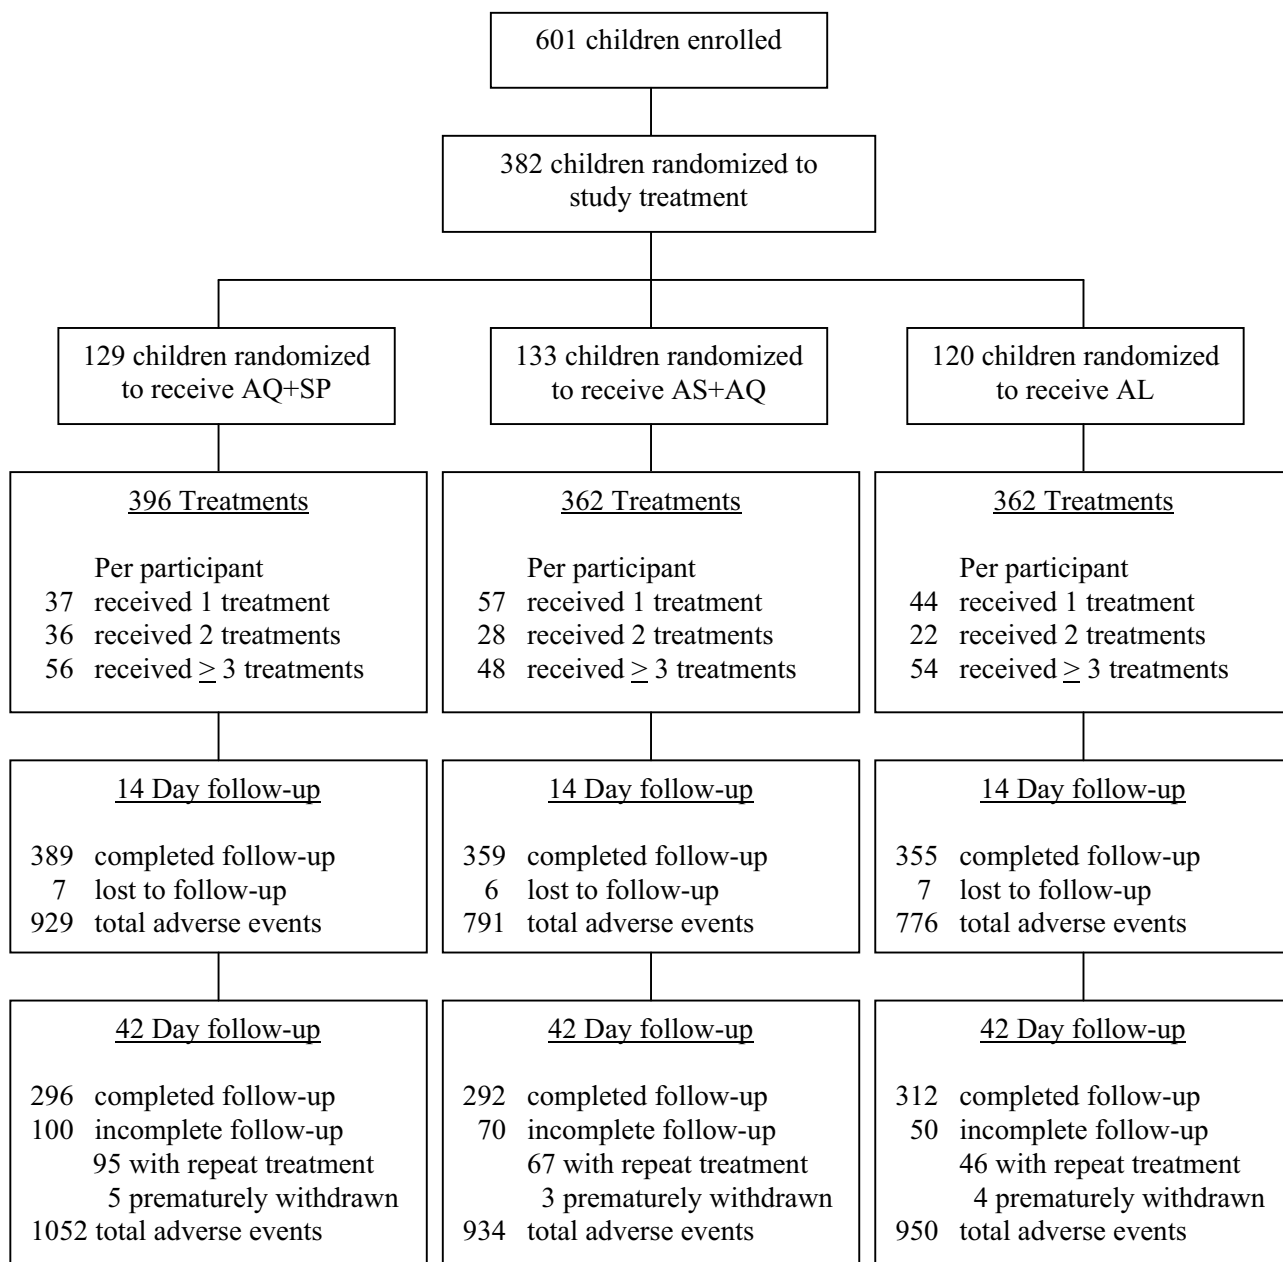 601 children enrolled
382 children randomized to
study treatment
129 children randomized
to receive AQ+SP
133 children randomized
to receive AS+AQ
120 children randomized
to receive AL
396 Treatments
Per participant
37 received 1 treatment
36 received 2 treatments
56 received ≥ 3 treatments
362 Treatments
Per participant
57 received 1 treatment
28 received 2 treatments
48 received ≥ 3 treatments
362 Treatments
Per participant
44 received 1 treatment
22 received 2 treatments
54 received ≥ 3 treatments
14 Day follow-up
389 completed follow-up
7 lost to follow-up
929 total adverse events
14 Day follow-up
359 completed follow-up
6 lost to follow-up
791 total adverse events
14 Day follow-up
355 completed follow-up
7 lost to follow-up
776 total adverse events
42 Day follow-up
296 completed follow-up
100 incomplete follow-up
95 with repeat treatment
5 prematurely withdrawn
1052 total adverse events
42 Day follow-up
292 completed follow-up
70 incomplete follow-up
67 with repeat treatment
3 prematurely withdrawn
934 total adverse events
42 Day follow-up
312 completed follow-up
50 incomplete follow-up
46 with repeat treatment
4 prematurely withdrawn
950 total adverse events